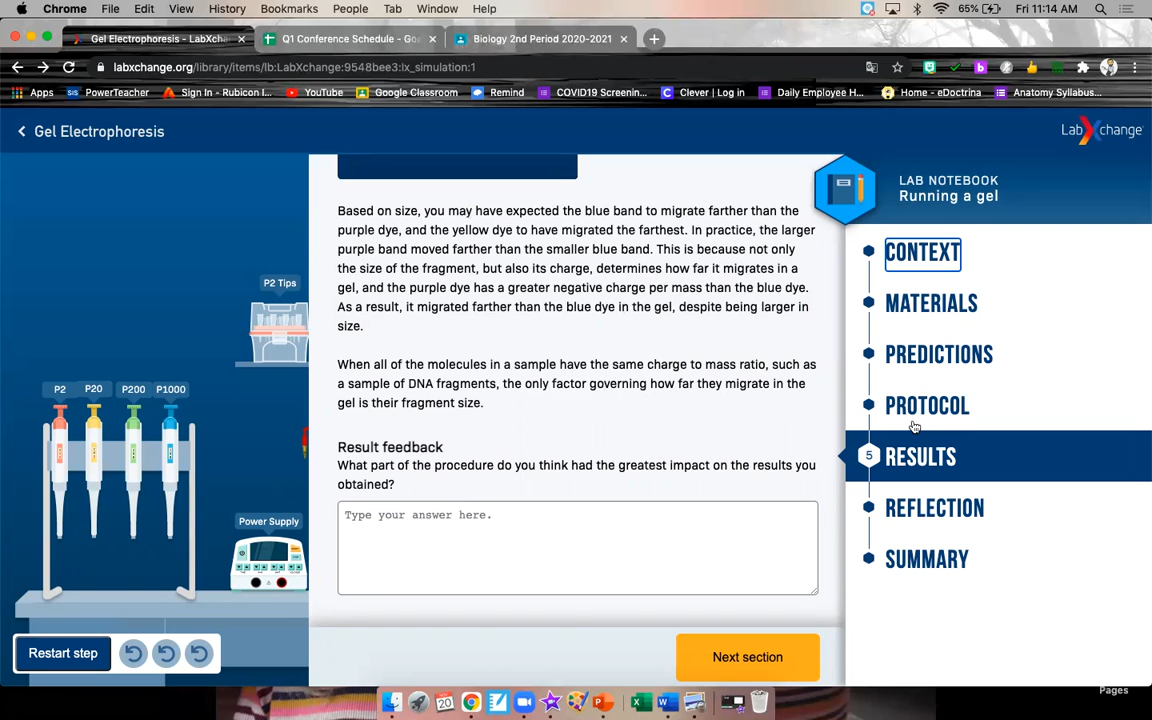 Chrome File Edit View History Bookmarks People Tab Window Help 65% Fri 11:14 AM
Gel Electrophoresis - LabXcha × Q1 Conference Schedule - Goo × Biology 2nd Period 2020-2021 ×
labxchange.org/library/items/lb:LabXchange:9548bee3:lx_simulation:1
Apps PowerTeacher Sign In - Rubicon I... YouTube Google Classroom Remind COVID19 Screenin... Clever | Log in Daily Employee H... Home - eDoctrina Anatomy Syllabus...
Gel Electrophoresis
LabXchange
LAB NOTEBOOK
Running a gel
CONTEXT
MATERIALS
PREDICTIONS
PROTOCOL
5 RESULTS
REFLECTION
SUMMARY
Based on size, you may have expected the blue band to migrate farther than the
purple dye, and the yellow dye to have migrated the farthest. In practice, the larger
purple band moved farther than the smaller blue band. This is because not only
the size of the fragment, but also its charge, determines how far it migrates in a
gel, and the purple dye has a greater negative charge per mass than the blue dye.
As a result, it migrated farther than the blue dye in the gel, despite being larger in
size.
When all of the molecules in a sample have the same charge to mass ratio, such as
a sample of DNA fragments, the only factor governing how far they migrate in the
gel is their fragment size.
Result feedback
What part of the procedure do you think had the greatest impact on the results you
obtained?
Type your answer here.
Next section
P2 Tips
P2 P20 P200 P1000
Power Supply
Restart step
Pages